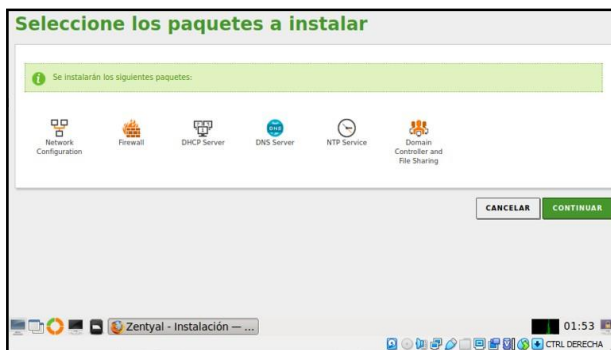 Seleccione los paquetes a instalar
Se instalarán los siguientes paquetes:
Network
Configuration
Firewall
DHCP Server
DNS Server
NTP Service
Domain
Controller and
File Sharing
CANCELAR
CONTINUAR
Zentyal - Instalación — ...
01:53
CTRL DERECHA